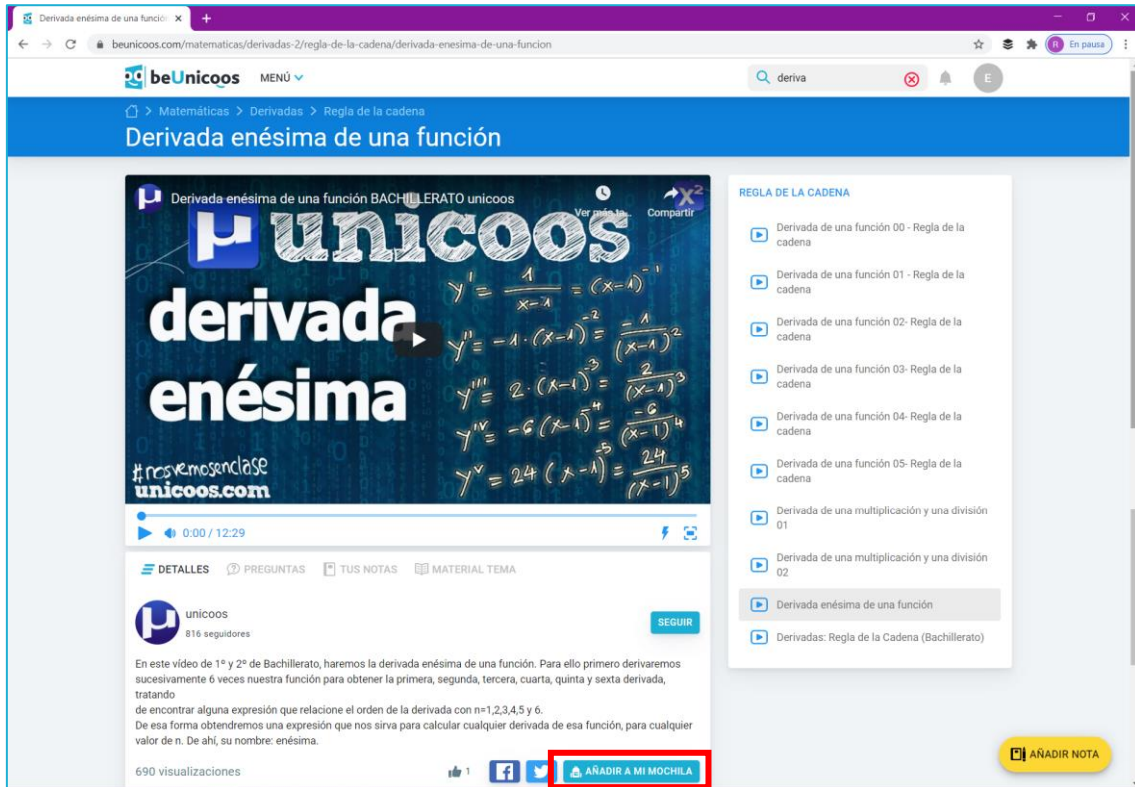 Derivada enésima de una funció
beunicoos.com/matematicas/derivadas-2/regla-de-la-cadena/derivada-enesima-de-una-funcion
R
En pausa
beUnicoos
MENÚ
deriva
E
> Matemáticas > Derivadas > Regla de la cadena
Derivada enésima de una función
µ Derivada enésima de una función BACHILLERATO unicoos
Ver más ta...
Compartir
x²
µ unicoos
derivada
enésima
y' = 1/(x-1) = (x-1)⁻¹
y'' = -1·(x-1)⁻² = -1/(x-1)²
y''' = 2·(x-1)⁻³ = 2/(x-1)³
y'ᵛ = -6(x-1)⁻⁴ = -6/(x-1)⁴
yᵛ = 24(x-1)⁻⁵ = 24/(x-1)⁵
#nosvemosenclase
unicoos.com
0:00 / 12:29
DETALLES
PREGUNTAS
TUS NOTAS
MATERIAL TEMA
µ
unicoos
816 seguidores
SEGUIR
En este vídeo de 1º y 2º de Bachillerato, haremos la derivada enésima de una función. Para ello primero derivaremos
sucesivamente 6 veces nuestra función para obtener la primera, segunda, tercera, cuarta, quinta y sexta derivada,
tratando
de encontrar alguna expresión que relacione el orden de la derivada con n=1,2,3,4,5 y 6.
De esa forma obtendremos una expresión que nos sirva para calcular cualquier derivada de esa función, para cualquier
valor de n. De ahí, su nombre: enésima.
690 visualizaciones
1
AÑADIR A MI MOCHILA
REGLA DE LA CADENA
Derivada de una función 00 - Regla de la
cadena
Derivada de una función 01 - Regla de la
cadena
Derivada de una función 02- Regla de la
cadena
Derivada de una función 03- Regla de la
cadena
Derivada de una función 04- Regla de la
cadena
Derivada de una función 05- Regla de la
cadena
Derivada de una multiplicación y una división
01
Derivada de una multiplicación y una división
02
Derivada enésima de una función
Derivadas: Regla de la Cadena (Bachillerato)
AÑADIR NOTA